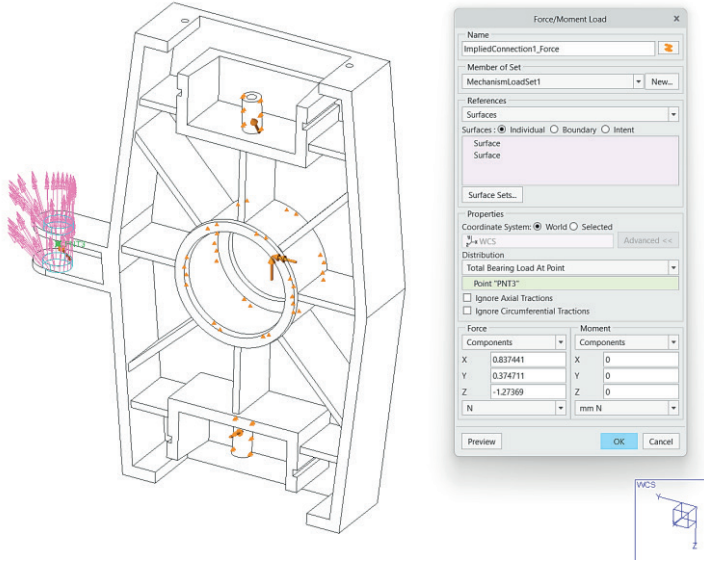 Force/Moment Load x
Name
ImpliedConnection1_Force
Member of Set
MechanismLoadSet1 New...
References
Surfaces
Surfaces : Individual Boundary Intent
Surface
Surface
Surface Sets...
Properties
Coordinate System: World Selected
WCS Advanced <<
Distribution
Total Bearing Load At Point
Point "PNT3"
Ignore Axial Tractions
Ignore Circumferential Tractions
Force Moment
Components Components
X 0.837441 X 0
Y 0.374711 Y 0
Z -1.27369 Z 0
N mm N
Preview OK Cancel
PNT3
WCS
Y
X
Z